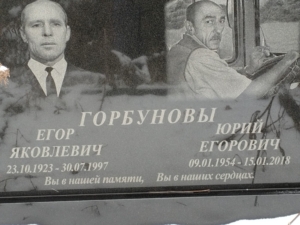 ГОРБУНОВЫ
ЕГОР
ЯКОВЛЕВИЧ
23.10.1923 - 30.07.1997
ЮРИЙ
ЕГОРОВИЧ
09.01.1954 - 15.01.2018
Вы в нашей памяти, Вы в наших сердцах.